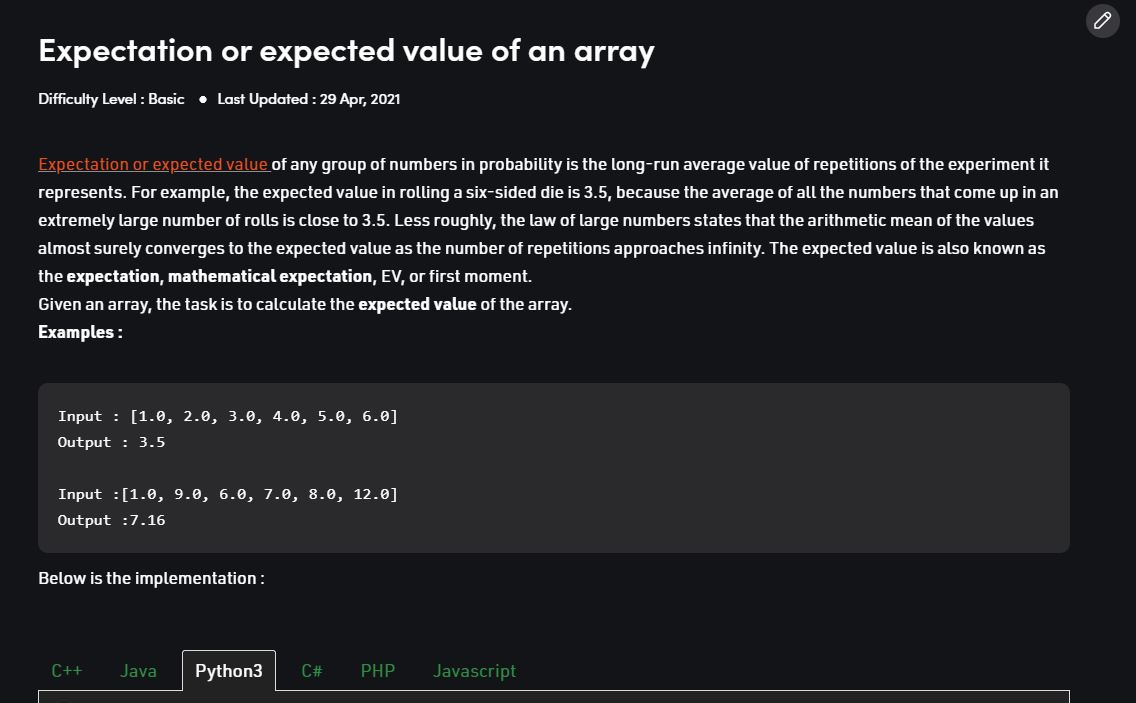 Expectation or expected value of an array
Difficulty Level : Basic ● Last Updated : 29 Apr, 2021
Expectation or expected value of any group of numbers in probability is the long-run average value of repetitions of the experiment it
represents. For example, the expected value in rolling a six-sided die is 3.5, because the average of all the numbers that come up in an
extremely large number of rolls is close to 3.5. Less roughly, the law of large numbers states that the arithmetic mean of the values
almost surely converges to the expected value as the number of repetitions approaches infinity. The expected value is also known as
the expectation, mathematical expectation, EV, or first moment.
Given an array, the task is to calculate the expected value of the array.
Examples :
Input : [1.0, 2.0, 3.0, 4.0, 5.0, 6.0]
Output : 3.5
Input :[1.0, 9.0, 6.0, 7.0, 8.0, 12.0]
Output :7.16
Below is the implementation :
C++ Java Python3 C# PHP Javascript